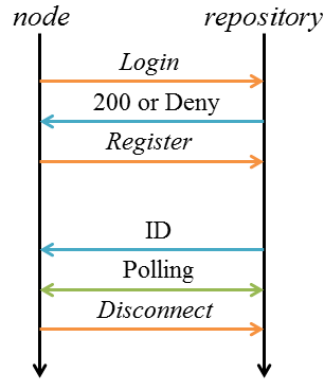 node repository
Login
200 or Deny
Register
ID
Polling
Disconnect